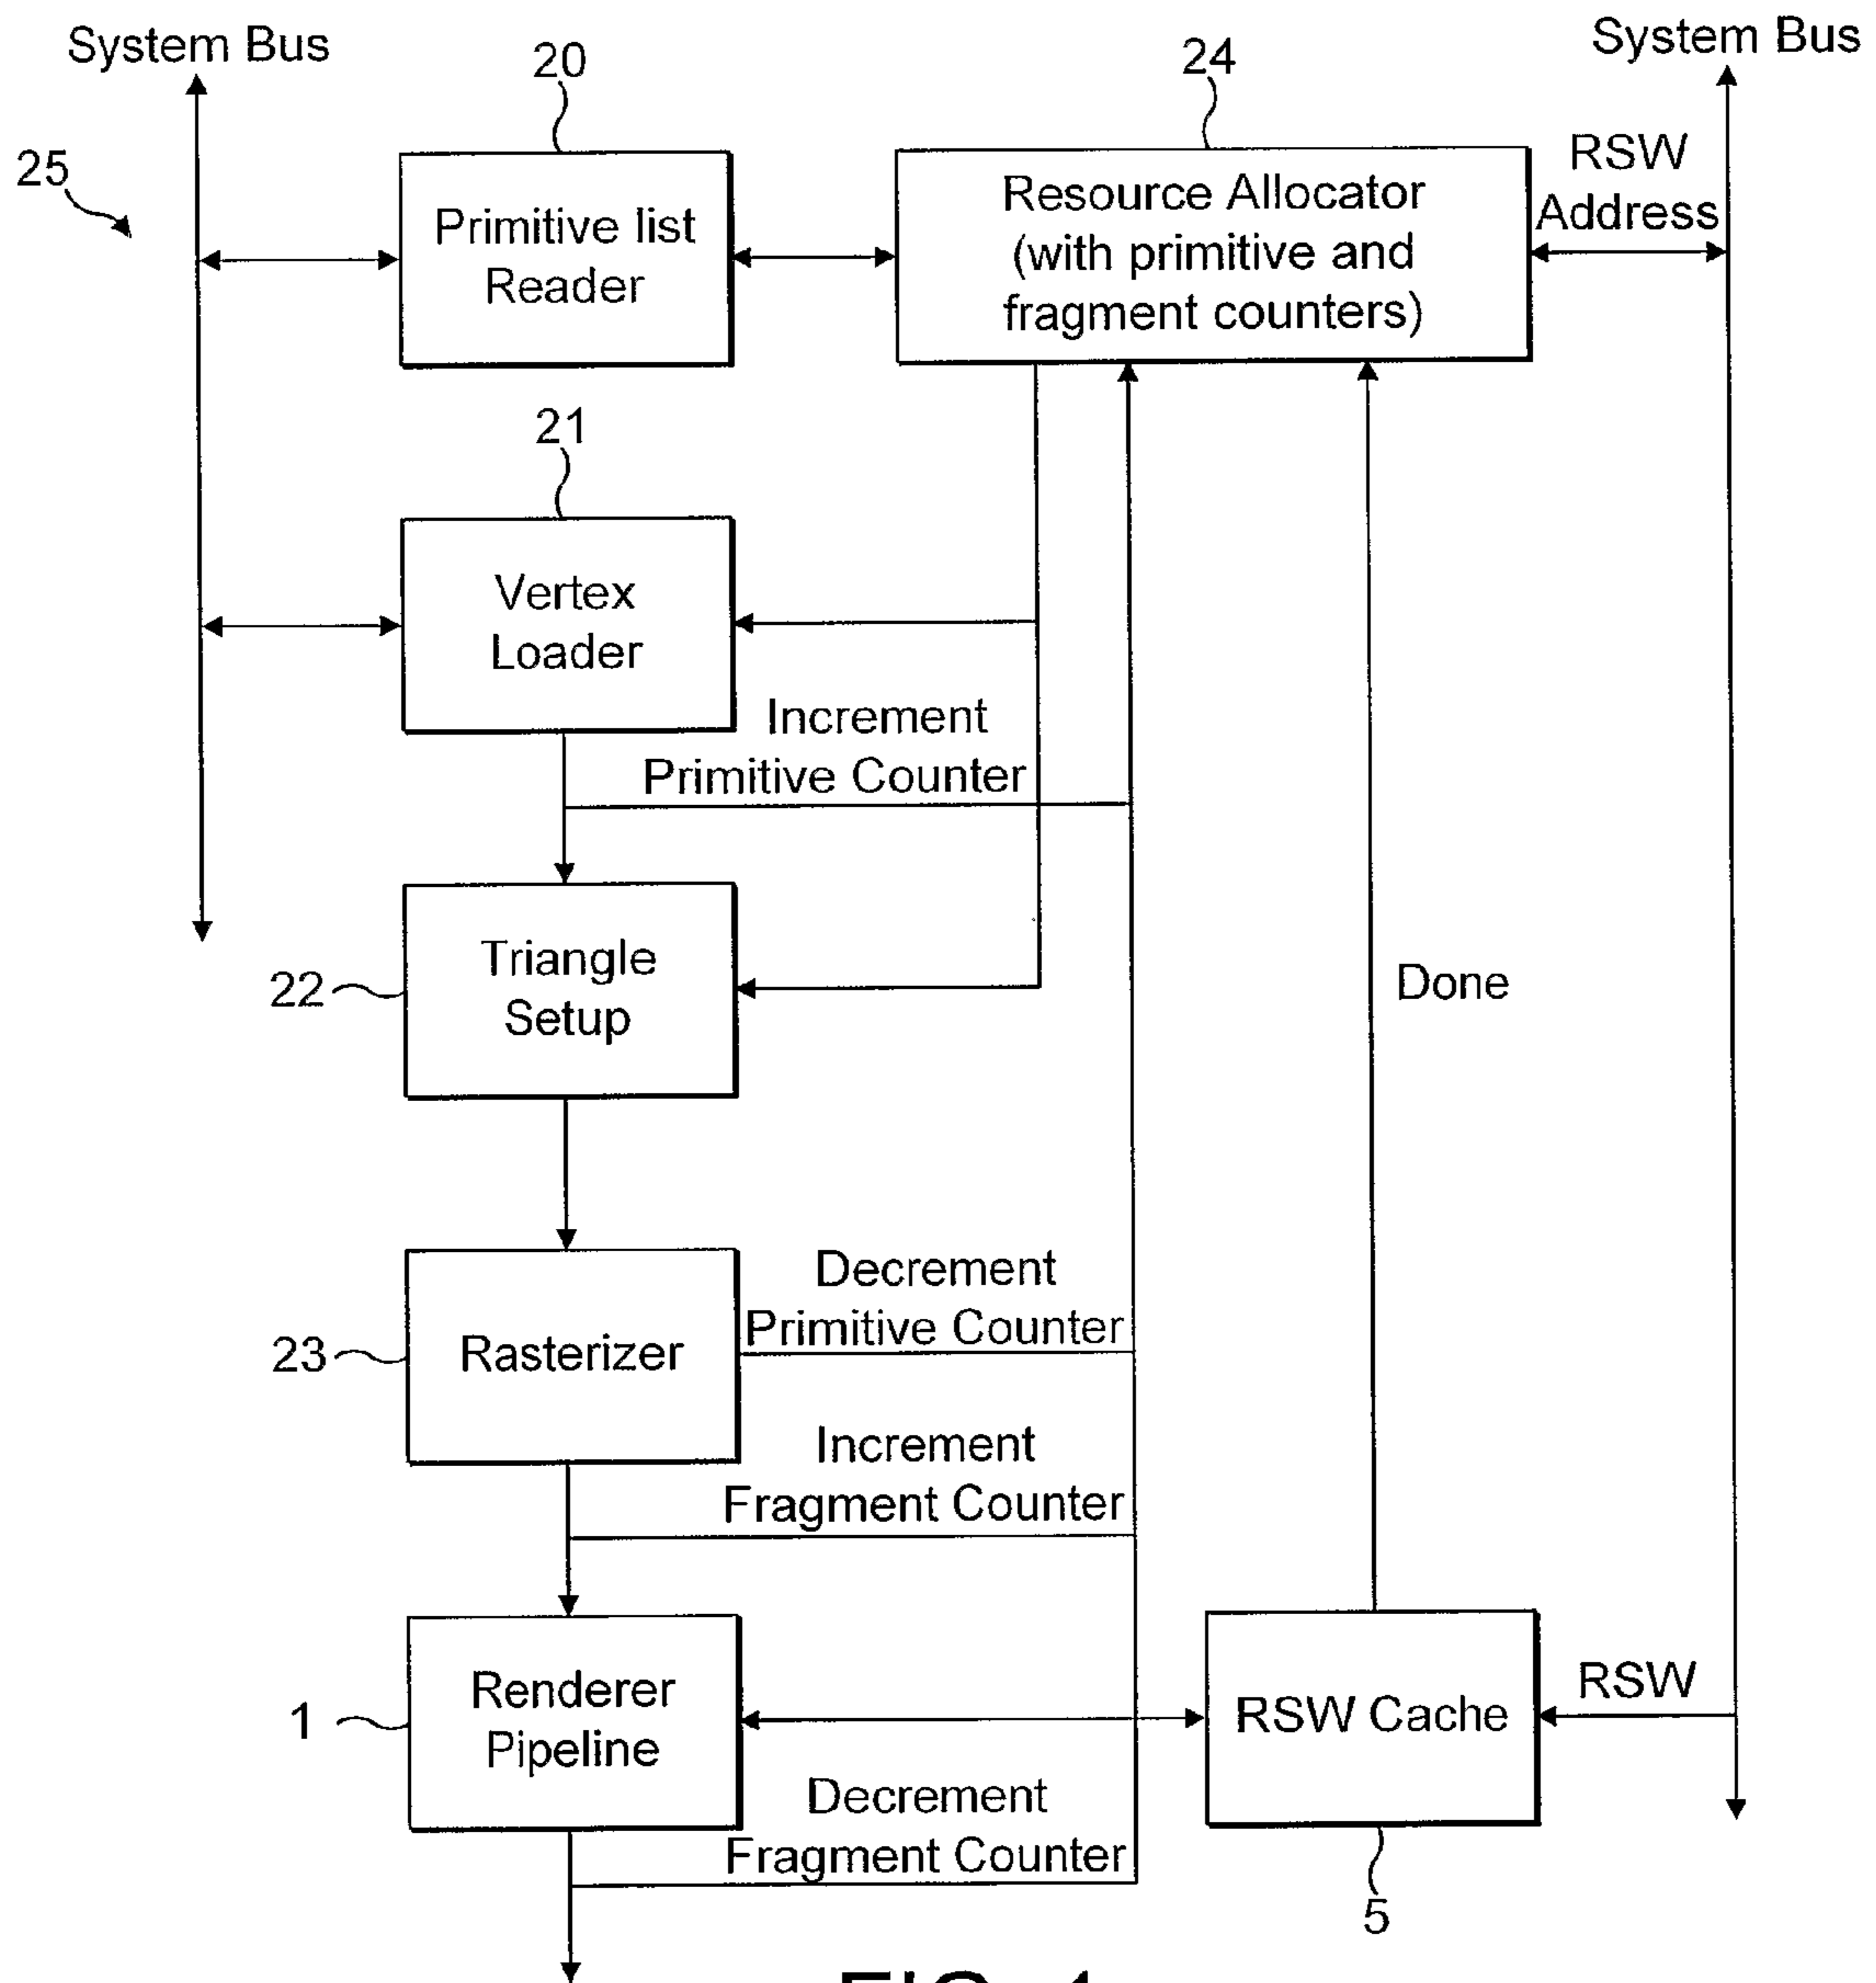 System Bus
System Bus
20
24
25
RSW
Address
Primitive list
Reader
Resource Allocator
(with primitive and
fragment counters)
21
Vertex
Loader
Increment
Primitive Counter
22
Triangle
Setup
Done
23
Rasterizer
Decrement
Primitive Counter
Increment
Fragment Counter
1
Renderer
Pipeline
RSW Cache
RSW
Decrement
Fragment Counter
5